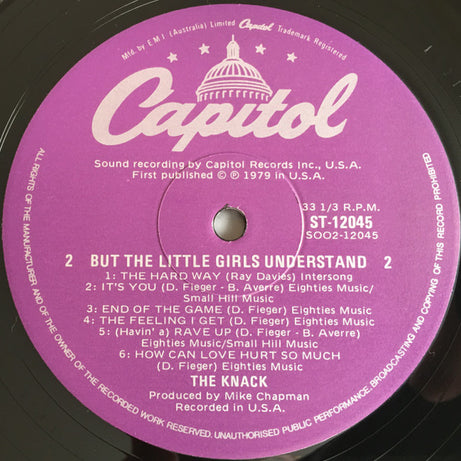 Mfd. by E.M.I. (Australia) Limited Capitol Trademark Registered
Capitol
Sound recording by Capitol Records Inc., U.S.A.
First published © ℗ 1979 in U.S.A.
33 1/3 R.P.M.
ST-12045
SOO2-12045
2 BUT THE LITTLE GIRLS UNDERSTAND 2
1: THE HARD WAY (Ray Davies) Intersong
2: IT'S YOU (D. Fieger - B. Averre) Eighties Music/
Small Hill Music
3: END OF THE GAME (D. Fieger) Eighties Music
4: THE FEELING I GET (D. Fieger) Eighties Music
5: (Havin' a) RAVE UP (D. Fieger - B. Averre)
Eighties Music/Small Hill Music
6: HOW CAN LOVE HURT SO MUCH
(D. Fieger) Eighties Music
THE KNACK
Produced by Mike Chapman
Recorded in U.S.A.
ALL RIGHTS OF THE MANUFACTURER AND OF THE OWNER OF THE RECORDED WORK RESERVED. UNAUTHORISED PUBLIC PERFORMANCE, BROADCASTING AND COPYING OF THIS RECORD PROHIBITED